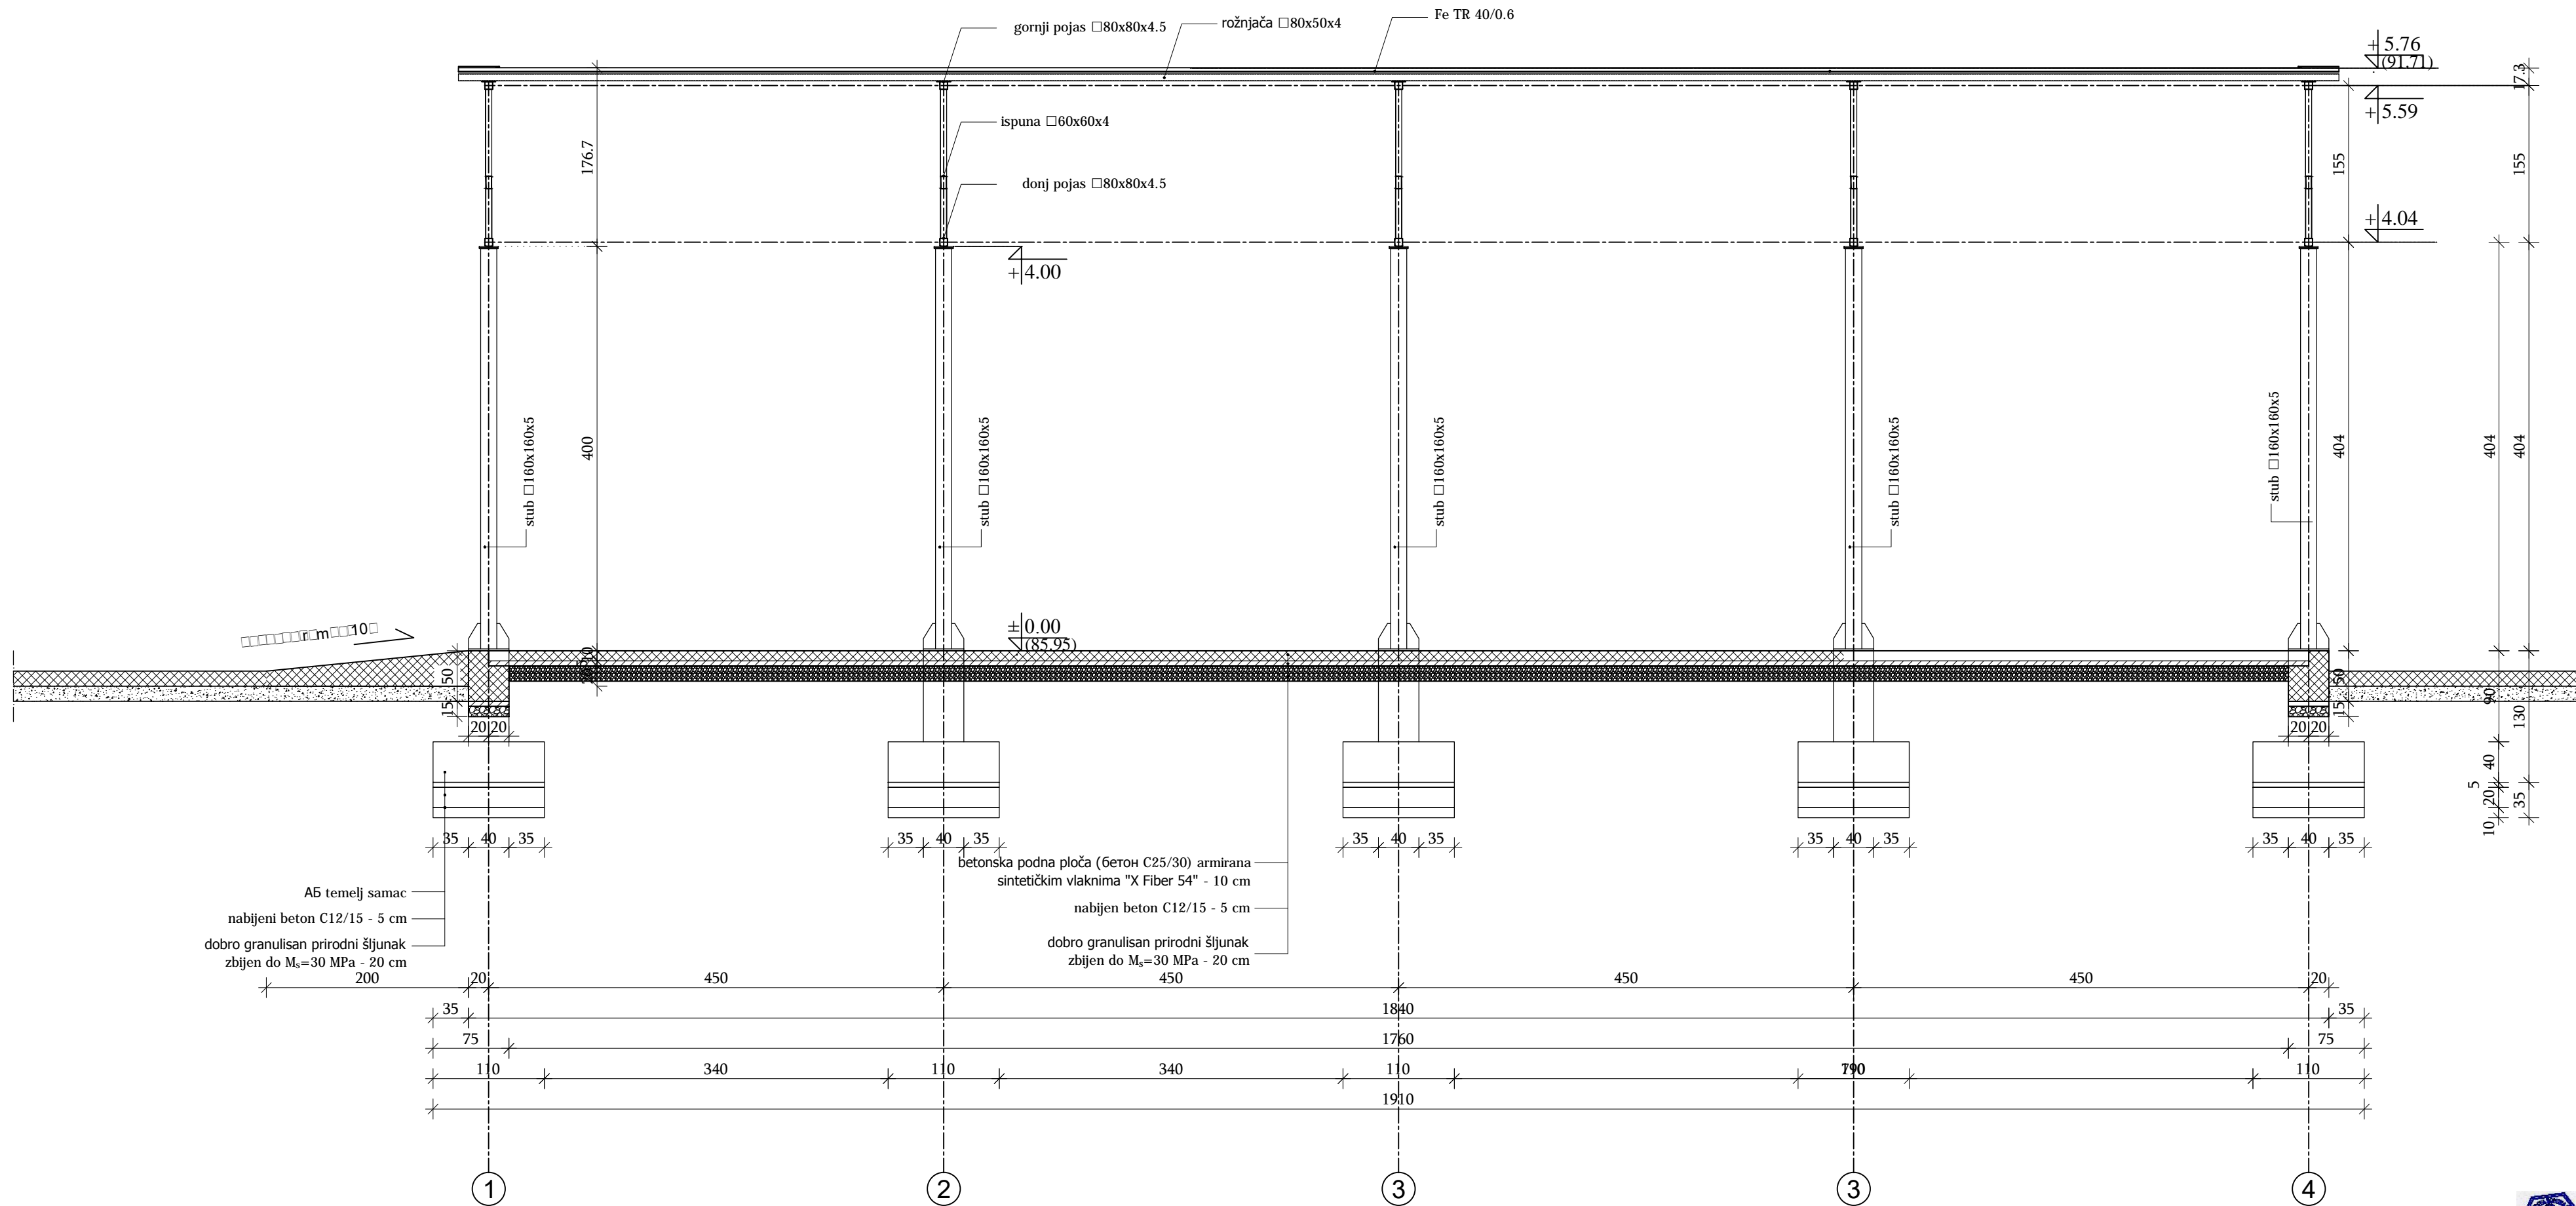 gornji pojas □80x80x4.5
rožnjača □80x50x4
Fe TR 40/0.6
+5.76
(91.71)
17.3
+5.59
ispuna □60x60x4
donj pojas □80x80x4.5
176.7
155
155
+4.04
+4.00
400
404
404
404
stub □160x160x5
stub □160x160x5
stub □160x160x5
stub □160x160x5
stub □160x160x5
±0.00
(85.95)
50
15
20 20
50
15
20 20
90
130
40
5
20
35
10
35 40 35
35 40 35
35 40 35
35 40 35
35 40 35
АБ temelj samac
nabijeni beton C12/15 - 5 cm
dobro granulisan prirodni šljunak
zbijen do Ms=30 MPa - 20 cm
betonska podna ploča (бетон C25/30) armirana
sintetičkim vlaknima "X Fiber 54" - 10 cm
nabijen beton C12/15 - 5 cm
dobro granulisan prirodni šljunak
zbijen do Ms=30 MPa - 20 cm
200 20 450 450 450 450 20
35 1840 35
75 1760 75
110 340 110 340 110 110
1910
1 2 3 3 4